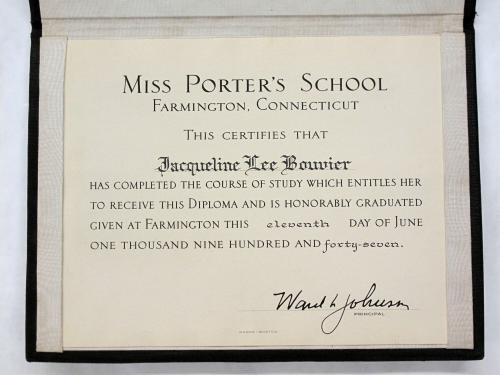 MISS PORTER'S SCHOOL
FARMINGTON, CONNECTICUT
THIS CERTIFIES THAT
Jacqueline Lee Bouvier
HAS COMPLETED THE COURSE OF STUDY WHICH ENTITLES HER
TO RECEIVE THIS DIPLOMA AND IS HONORABLY GRADUATED
GIVEN AT FARMINGTON THIS eleventh DAY OF JUNE
ONE THOUSAND NINE HUNDRED AND forty-seven.
Ward L Johnson
PRINCIPAL